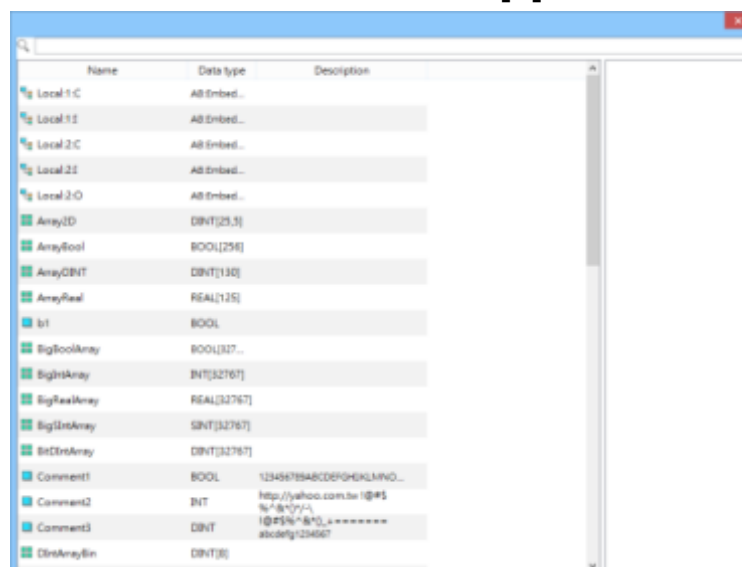 Name Data type Description
Local:1:C AB:Embed...
Local:1:I AB:Embed...
Local:2:C AB:Embed...
Local:2:I AB:Embed...
Local:2:O AB:Embed...
Array2D DINT[25,5]
ArrayBool BOOL[256]
ArrayDINT DINT[130]
ArrayReal REAL[125]
b1 BOOL
BigBoolArray BOOL[327...
BigIntArray INT[32767]
BigRealArray REAL[32767]
BigSIntArray SINT[32767]
BitDIntArray DINT[32767]
Comment1 BOOL 123456789ABCDEFGHIJKLMNO...
Comment2 INT http://yahoo.com.tw !@#$
%^&*()*/-\
Comment3 DINT !@#$%^&*()_+=======
abcdefg1234567
DIntArrayBin DINT[8]